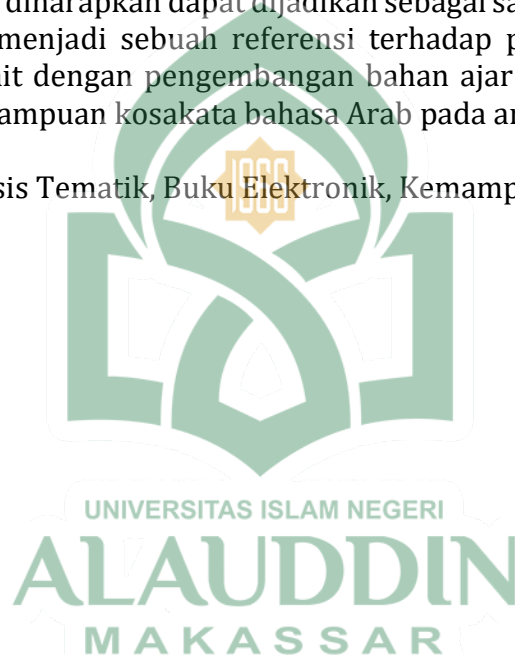 diharapkan dapat dijadikan sebagai sa
menjadi sebuah referensi terhadap p
it dengan pengembangan bahan ajar
ampuan kosakata bahasa Arab pada a
sis Tematik, Buku Elektronik, Kemamp
UNIVERSITAS ISLAM NEGERI
ALAUDDIN
MAKASSAR